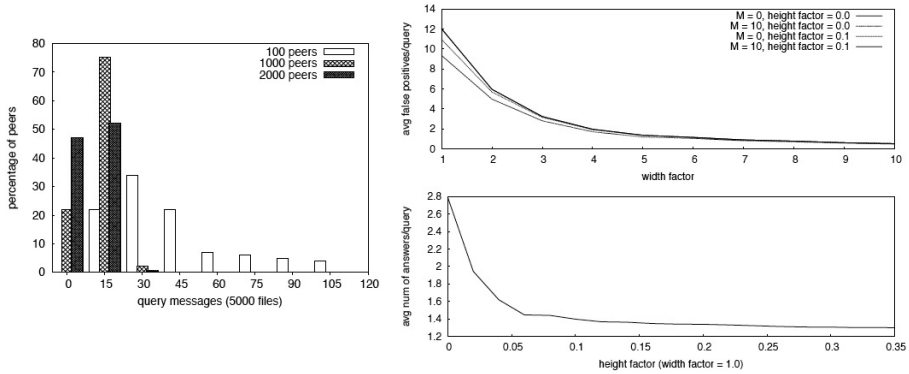 80
70
60
50
40
30
20
10
0
percentage of peers
100 peers
1000 peers
2000 peers
0 15 30 45 60 75 90 105 120
query messages (5000 files)
14
12
10
8
6
4
2
0
avg false positives/query
M = 0, height factor = 0.0
M = 10, height factor = 0.0
M = 0, height factor = 0.1
M = 10, height factor = 0.1
1 2 3 4 5 6 7 8 9 10
width factor
2.8
2.6
2.4
2.2
2
1.8
1.6
1.4
1.2
avg num of answers/query
0 0.05 0.1 0.15 0.2 0.25 0.3 0.35
height factor (width factor = 1.0)